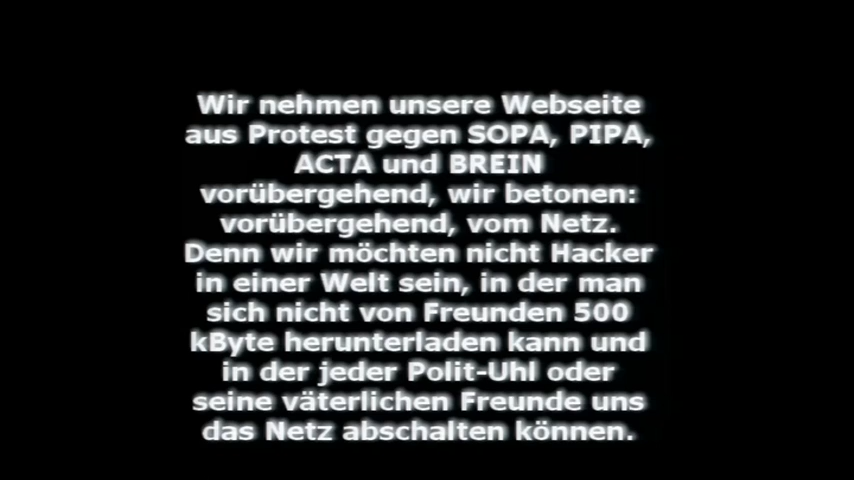 Wir nehmen unsere Webseite
aus Protest gegen SOPA, PIPA,
ACTA und BREIN
vorübergehend, wir betonen:
vorübergehend, vom Netz.
Denn wir möchten nicht Hacker
in einer Welt sein, in der man
sich nicht von Freunden 500
kByte herunterladen kann und
in der jeder Polit-Uhl oder
seine väterlichen Freunde uns
das Netz abschalten können.